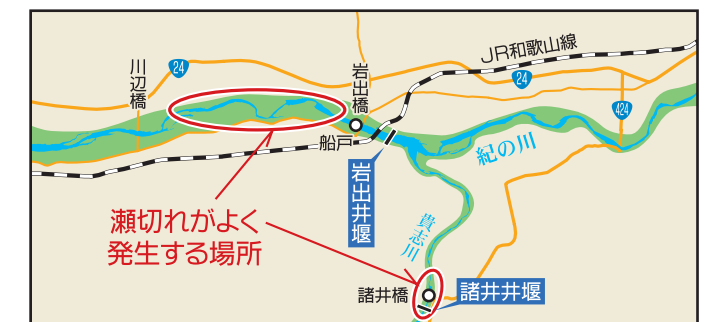 JR和歌山線
24
川辺橋
岩出橋
24
424
船戸
紀の川
岩出井堰
瀬切れがよく
発生する場所
貴志川
諸井橋
諸井井堰